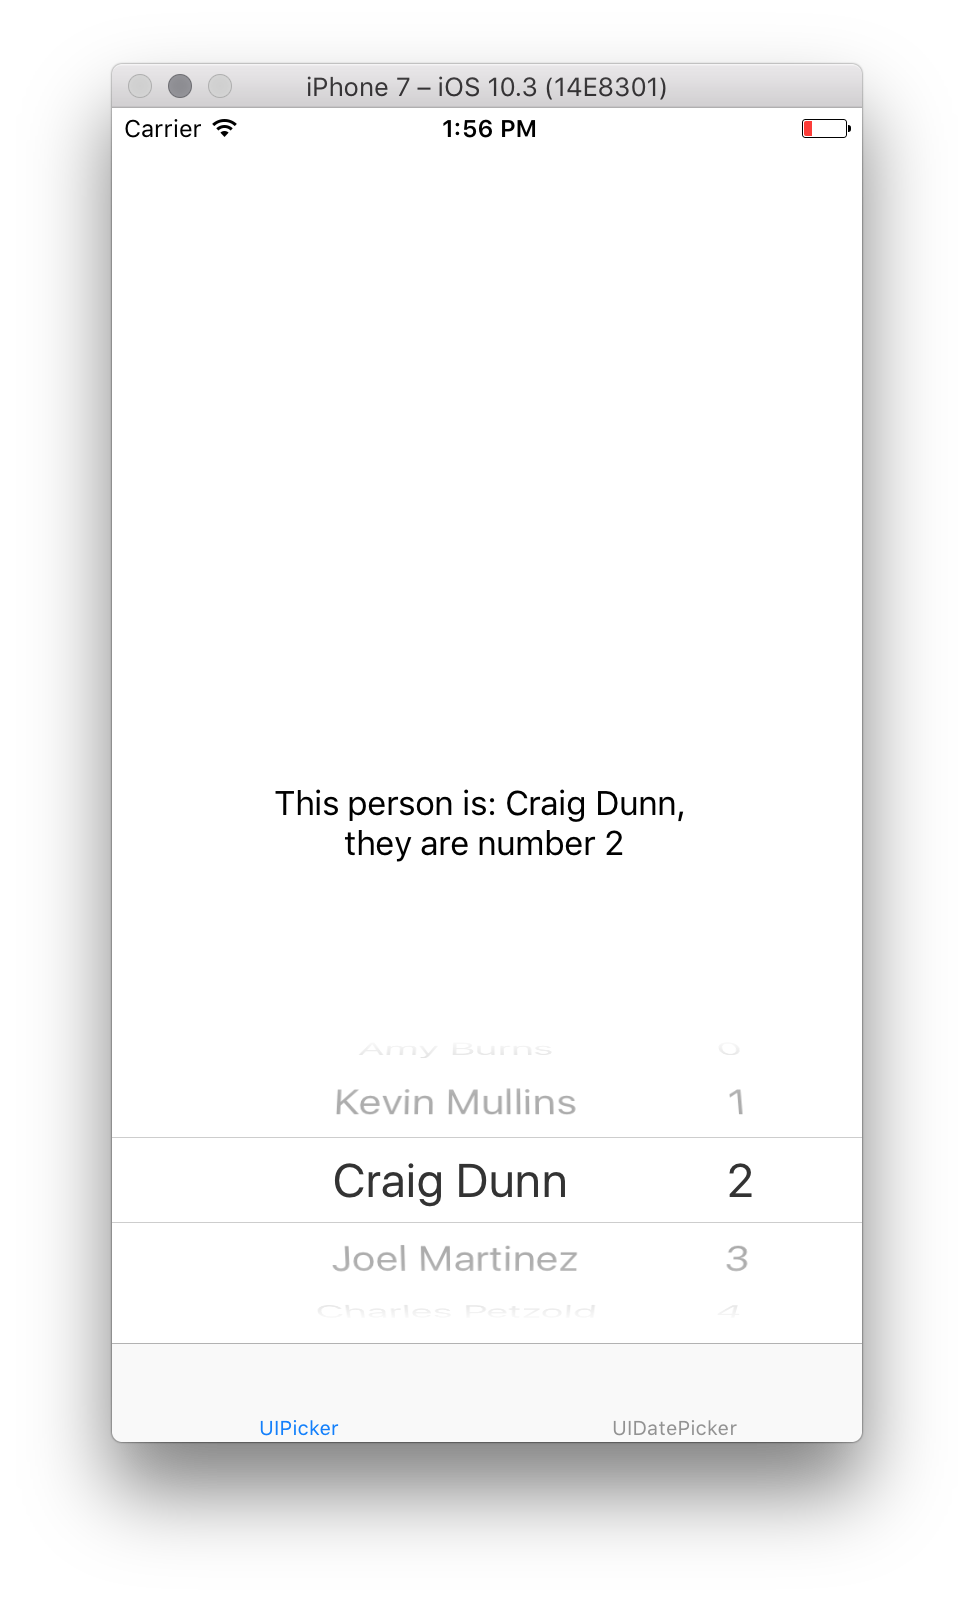 iPhone 7 – iOS 10.3 (14E8301)
Carrier 1:56 PM
This person is: Craig Dunn,
they are number 2
Amy Burns 0
Kevin Mullins 1
Craig Dunn 2
Joel Martinez 3
Charles Petzold 4
UIPicker UIDatePicker